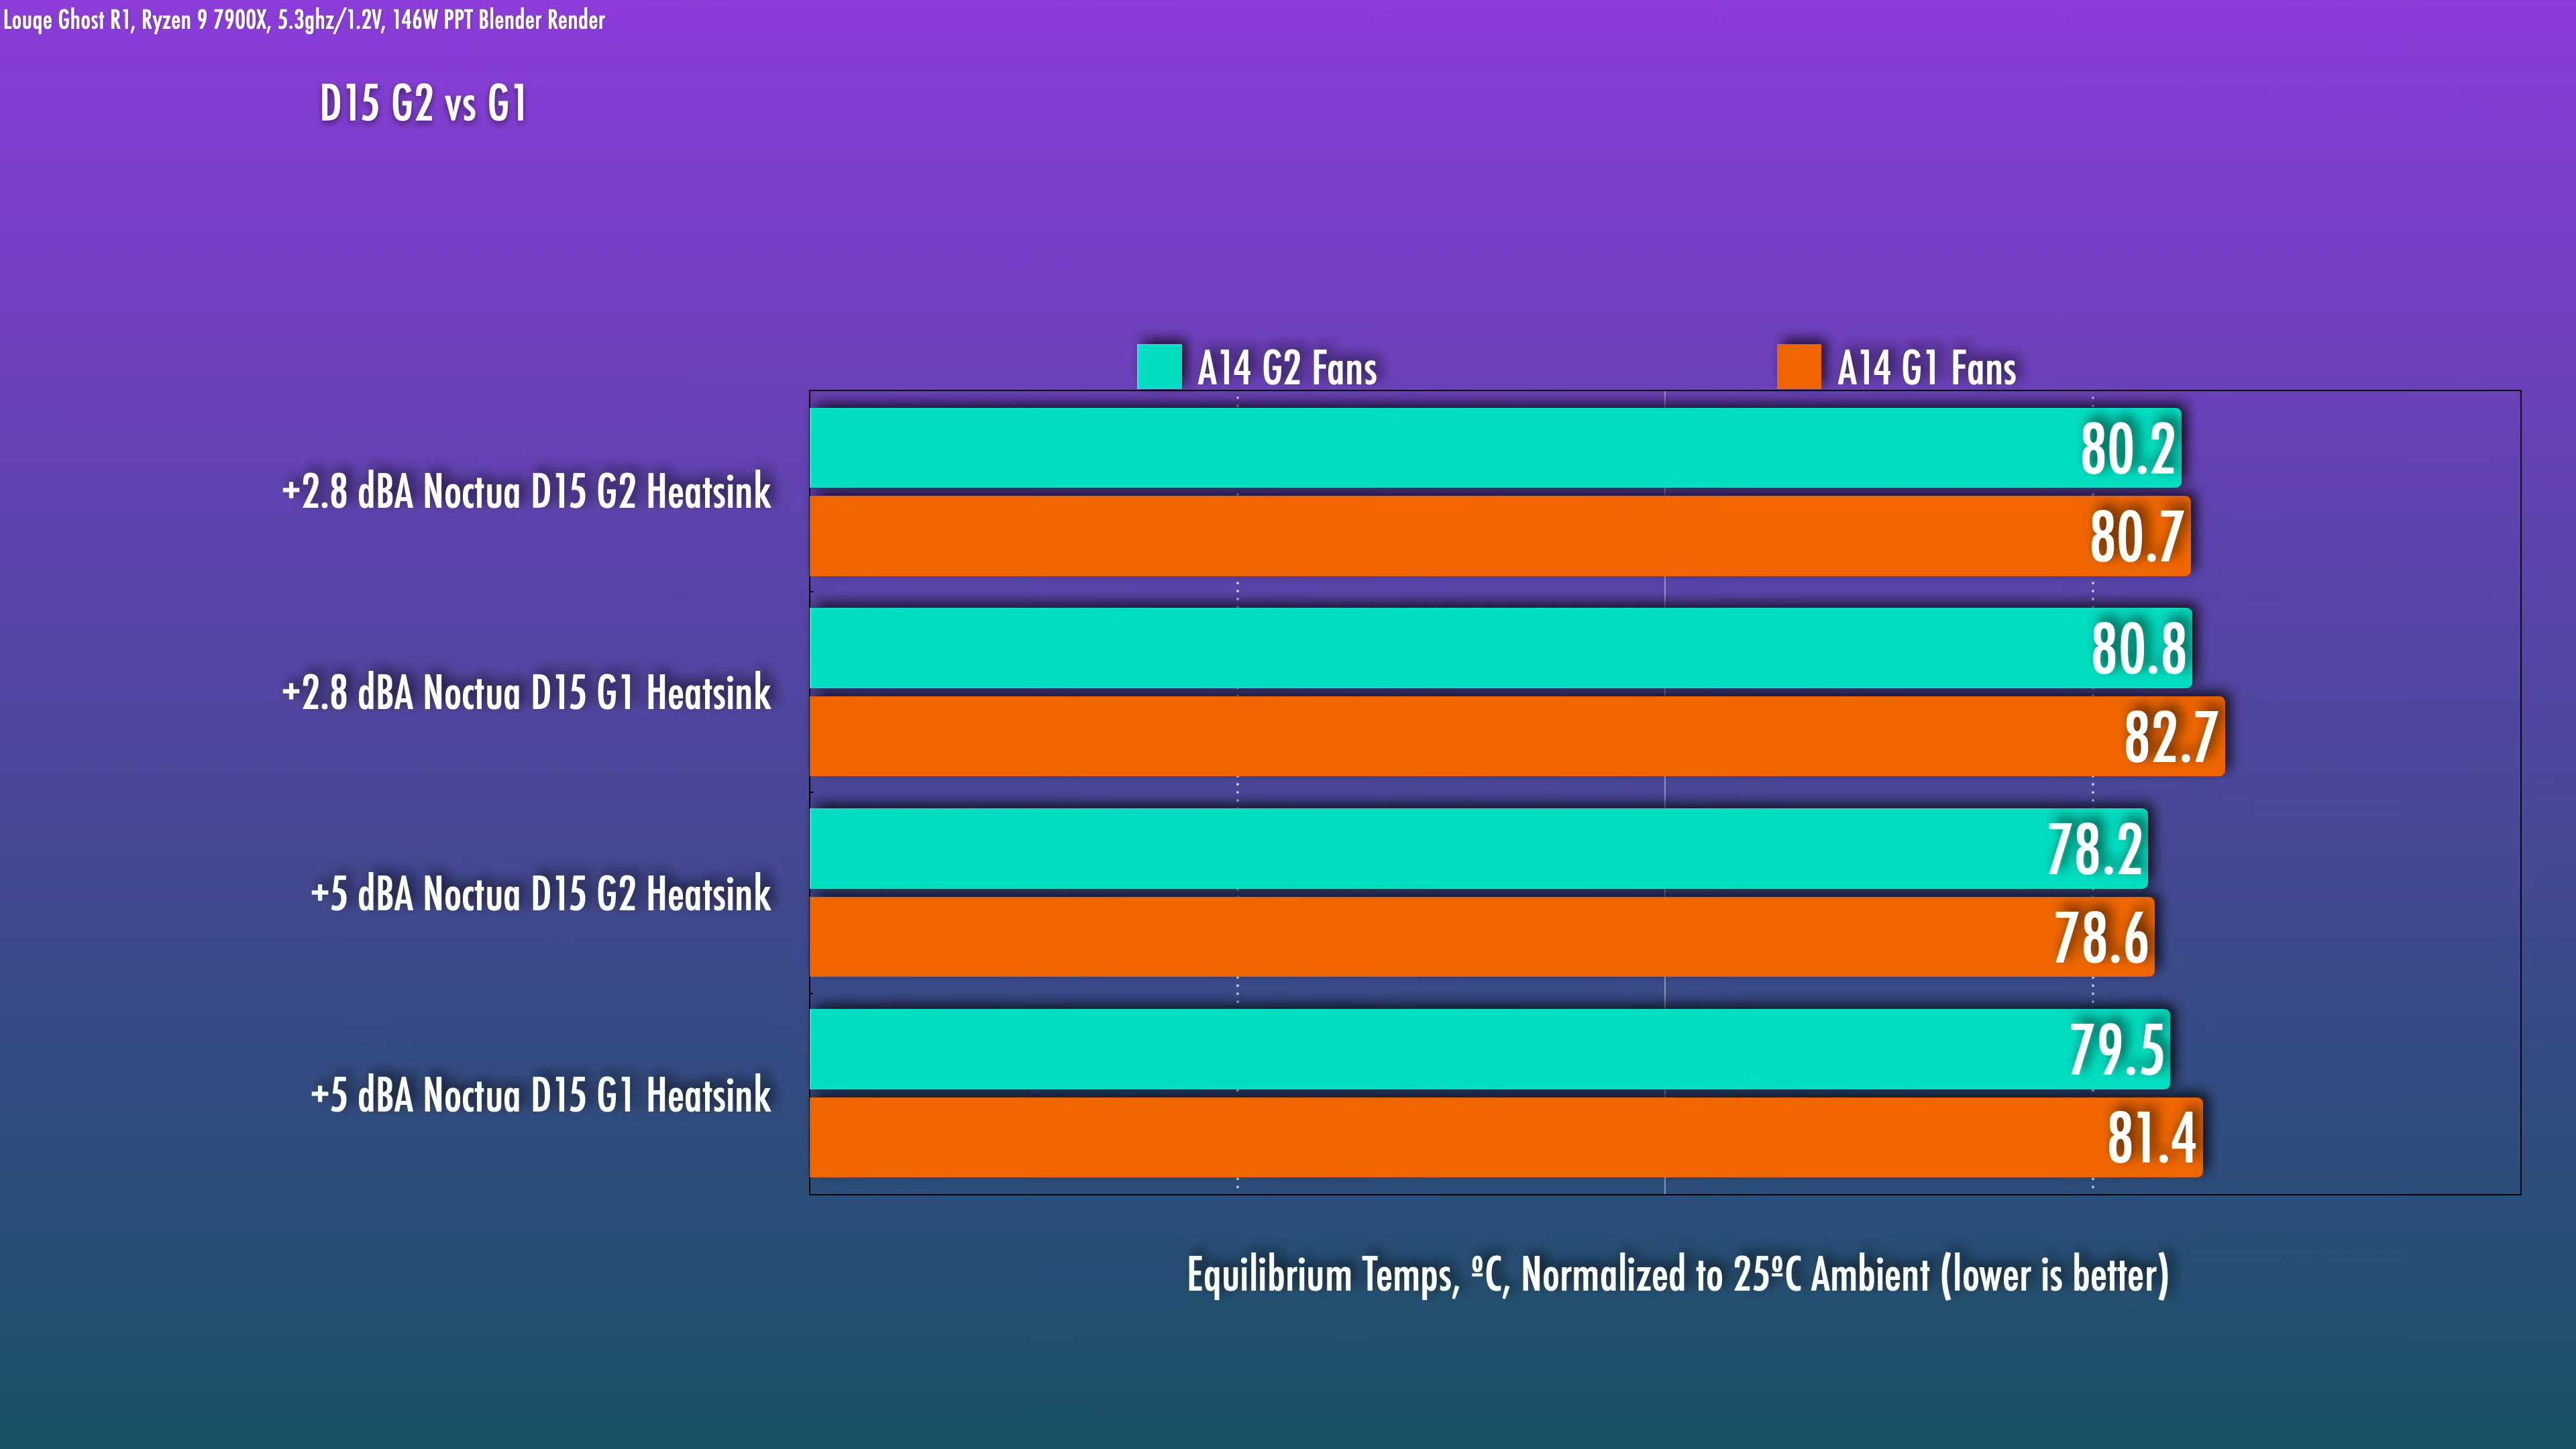 Louqe Ghost R1, Ryzen 9 7900X, 5.3ghz/1.2V, 146W PPT Blender Render
D15 G2 vs G1
A14 G2 Fans
A14 G1 Fans
+2.8 dBA Noctua D15 G2 Heatsink
80.2
80.7
+2.8 dBA Noctua D15 G1 Heatsink
80.8
82.7
+5 dBA Noctua D15 G2 Heatsink
78.2
78.6
+5 dBA Noctua D15 G1 Heatsink
79.5
81.4
Equilibrium Temps, ºC, Normalized to 25ºC Ambient (lower is better)